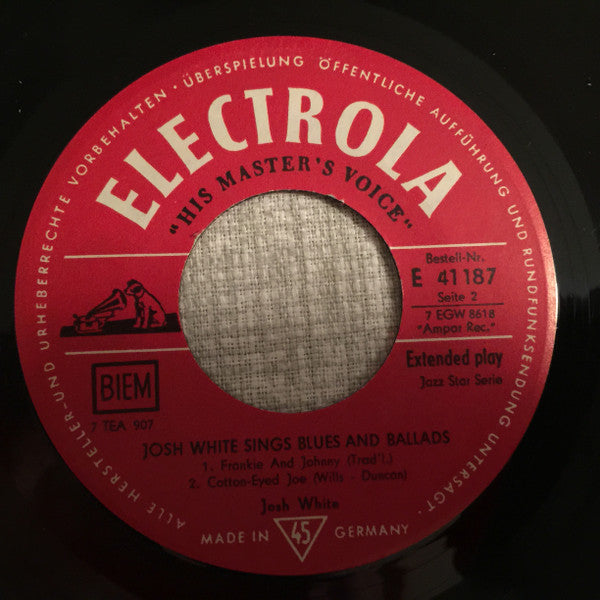 ALLE HERSTELLER-UND URHEBERRECHTE VORBEHALTEN · ÜBERSPIELUNG ÖFFENTLICHE AUFFÜHRUNG UND RUNDFUNKSENDUNG UNTERSAGT ·
ELECTROLA
"HIS MASTER'S VOICE"
Bestell-Nr.
E 41187
Seite 2
7 EGW 8618
"Ampar Rec."
Extended play
Jazz Star Serie
BIEM
7 TEA 907
JOSH WHITE SINGS BLUES AND BALLADS
1. Frankie And Johnny (Trad'l.)
2. Cotton-Eyed Joe (Wills - Duncan)
Josh White
MADE IN 45 GERMANY